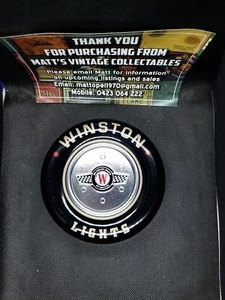 THANK YOU
FOR PURCHASING FROM
MATT'S VINTAGE COLLECTABLES
Please email Matt for information
on upcoming listings and sales
Email: mattopeil970@gmail.com
Mobile: 0423 064 222
WINSTON
W
LIGHTS